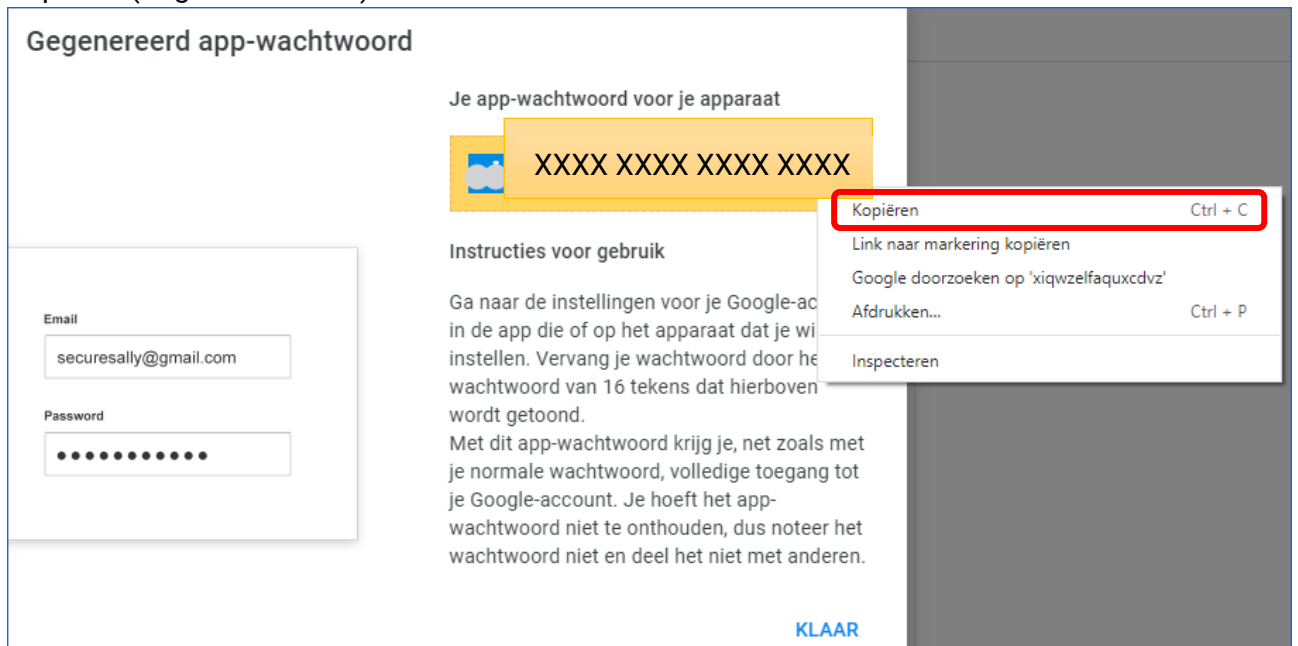 Gegenereerd app-wachtwoord
Je app-wachtwoord voor je apparaat
XXXX XXXX XXXX XXXX
Kopiëren Ctrl + C
Link naar markering kopiëren
Google doorzoeken op 'xiqwzelfaquxcdvz'
Afdrukken... Ctrl + P
Inspecteren
Instructies voor gebruik
Ga naar de instellingen voor je Google-ac
in de app die of op het apparaat dat je wi
instellen. Vervang je wachtwoord door he
wachtwoord van 16 tekens dat hierboven
wordt getoond.
Met dit app-wachtwoord krijg je, net zoals met
je normale wachtwoord, volledige toegang tot
je Google-account. Je hoeft het app-
wachtwoord niet te onthouden, dus noteer het
wachtwoord niet en deel het niet met anderen.
Email
securesally@gmail.com
Password
●●●●●●●●●●●
KLAAR